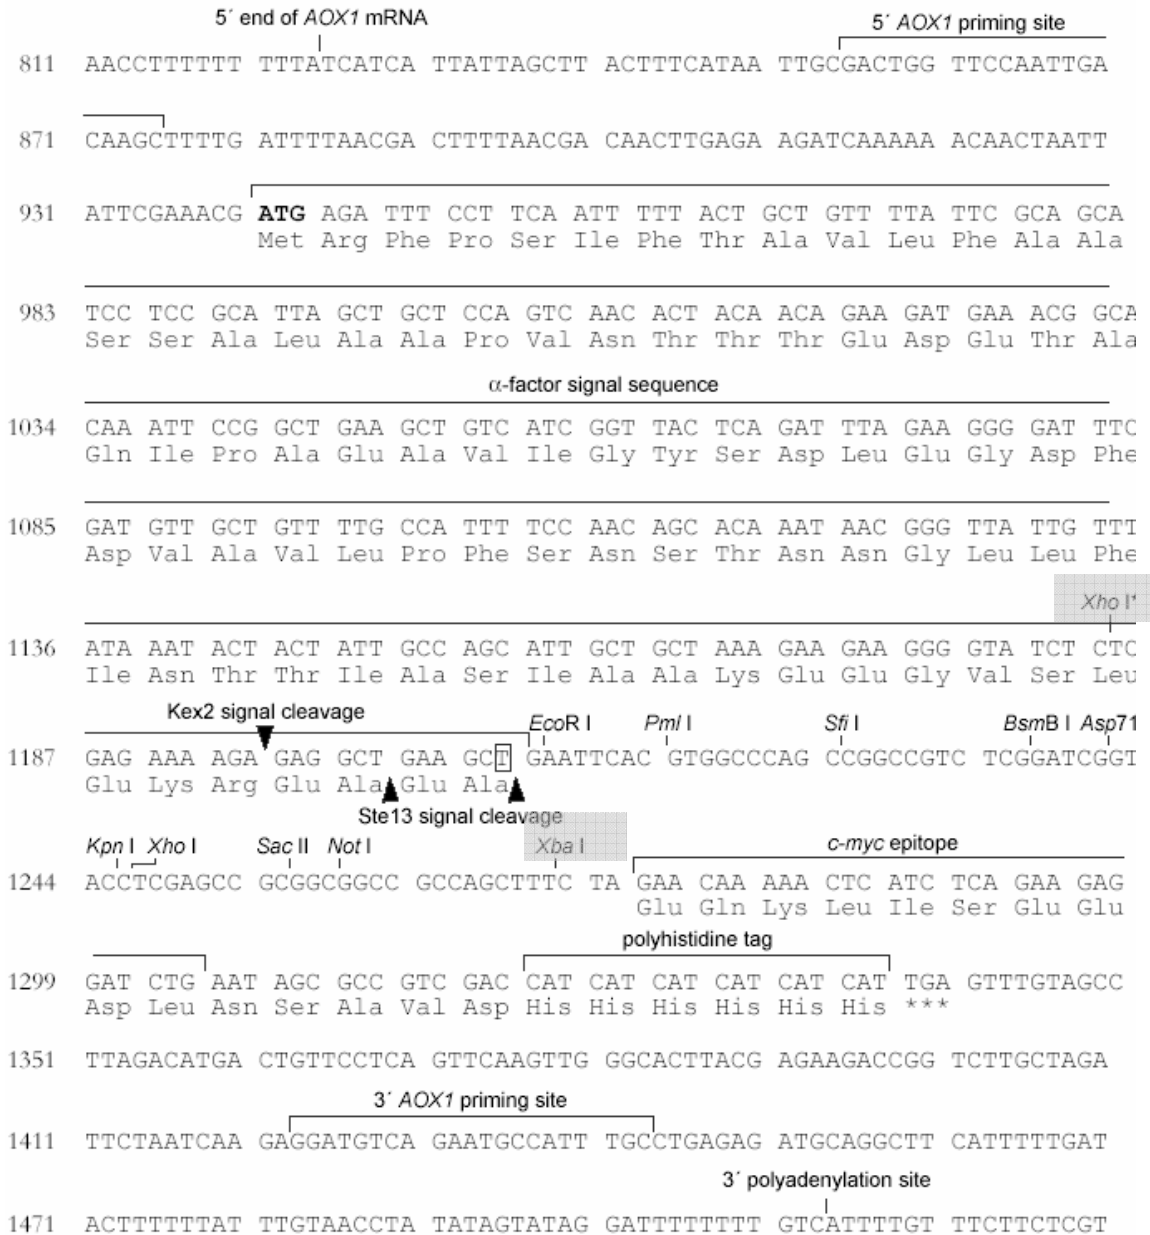 5´ end of AOX1 mRNA
5´ AOX1 priming site
811 AACCTTTTTT TTTATCATCA TTATTAGCTT ACTTTCATAA TTGCGACTGG TTCCAATTGA
871 CAAGCTTTTG ATTTTAACGA CTTTTAACGA CAACTTGAGA AGATCAAAAA ACAACTAATT
931 ATTCGAAACG ATG AGA TTT CCT TCA ATT TTT ACT GCT GTT TTA TTC GCA GCA
Met Arg Phe Pro Ser Ile Phe Thr Ala Val Leu Phe Ala Ala
983 TCC TCC GCA TTA GCT GCT CCA GTC AAC ACT ACA ACA GAA GAT GAA ACG GCA
Ser Ser Ala Leu Ala Ala Pro Val Asn Thr Thr Thr Glu Asp Glu Thr Ala
α-factor signal sequence
1034 CAA ATT CCG GCT GAA GCT GTC ATC GGT TAC TCA GAT TTA GAA GGG GAT TTC
Gln Ile Pro Ala Glu Ala Val Ile Gly Tyr Ser Asp Leu Glu Gly Asp Phe
1085 GAT GTT GCT GTT TTG CCA TTT TCC AAC AGC ACA AAT AAC GGG TTA TTG TTT
Asp Val Ala Val Leu Pro Phe Ser Asn Ser Thr Asn Asn Gly Leu Leu Phe
Xho I*
1136 ATA AAT ACT ACT ATT GCC AGC ATT GCT GCT AAA GAA GAA GGG GTA TCT CTC
Ile Asn Thr Thr Ile Ala Ser Ile Ala Ala Lys Glu Glu Gly Val Ser Leu
Kex2 signal cleavage
EcoR I Pml I Sfi I BsmB I Asp71
1187 GAG AAA AGA GAG GCT GAA GCT GAATTCAC GTGGCCCAG CCGGCCGTC TCGGATCGGT
Glu Lys Arg Glu Ala Glu Ala
Ste13 signal cleavage
Kpn I Xho I Sac II Not I Xba I c-myc epitope
1244 ACCTCGAGCC GCGGCGGCC GCCAGCTTTC TA GAA CAA AAA CTC ATC TCA GAA GAG
Glu Gln Lys Leu Ile Ser Glu Glu
polyhistidine tag
1299 GAT CTG AAT AGC GCC GTC GAC CAT CAT CAT CAT CAT CAT TGA GTTTGTAGCC
Asp Leu Asn Ser Ala Val Asp His His His His His His ***
1351 TTAGACATGA CTGTTCCTCA GTTCAAGTTG GGCACTTACG AGAAGACCGG TCTTGCTAGA
3´ AOX1 priming site
1411 TTCTAATCAA GAGGATGTCA GAATGCCATT TGCCTGAGAG ATGCAGGCTT CATTTTTGAT
3´ polyadenylation site
1471 ACTTTTTTAT TTGTAACCTA TATAGTATAG GATTTTTTTT GTCATTTTGT TTCTTCTCGT